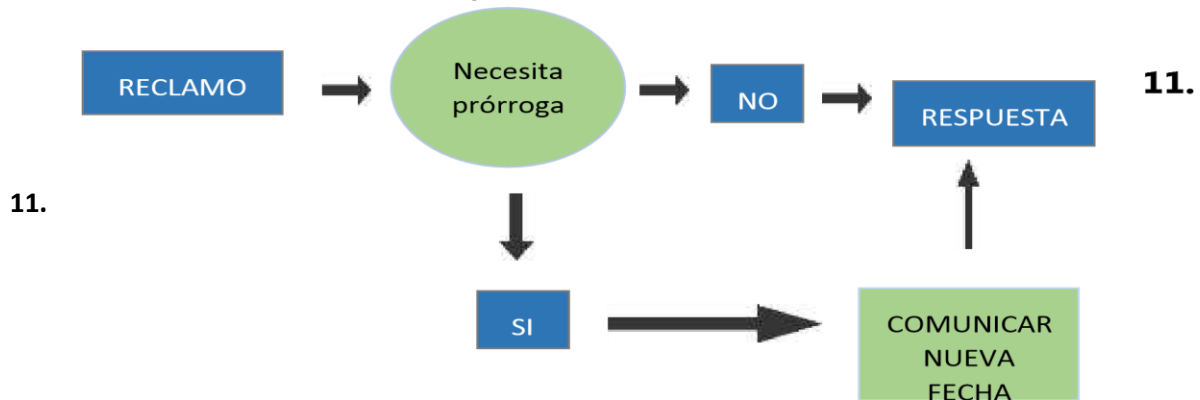 RECLAMO
Necesita
prórroga
NO
RESPUESTA
11.
11.
SI
COMUNICAR
NUEVA
FECHA